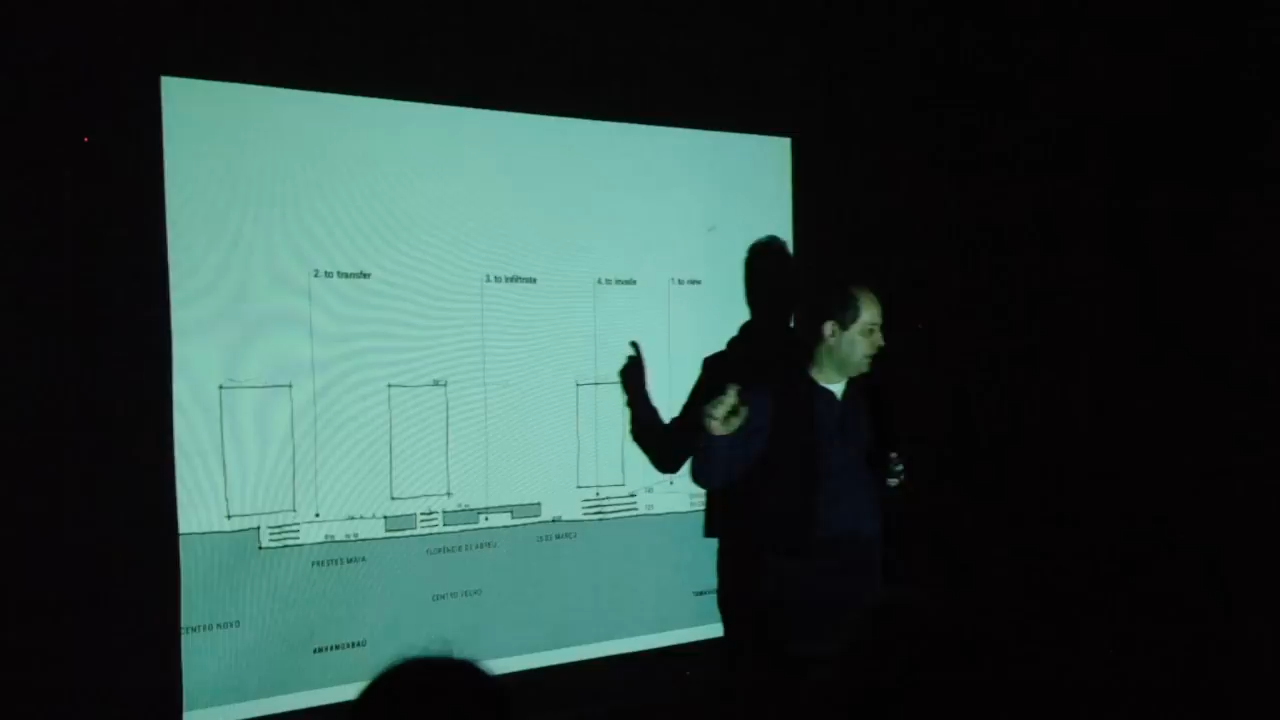 2. to transfer
3. to infiltrate
4. to invade
1. to view
PRESTES MAIA
FLORÊNCIO DE ABREU
25 DE MARÇO
CENTRO VELHO
CENTRO NOVO
ANHANGABAÚ